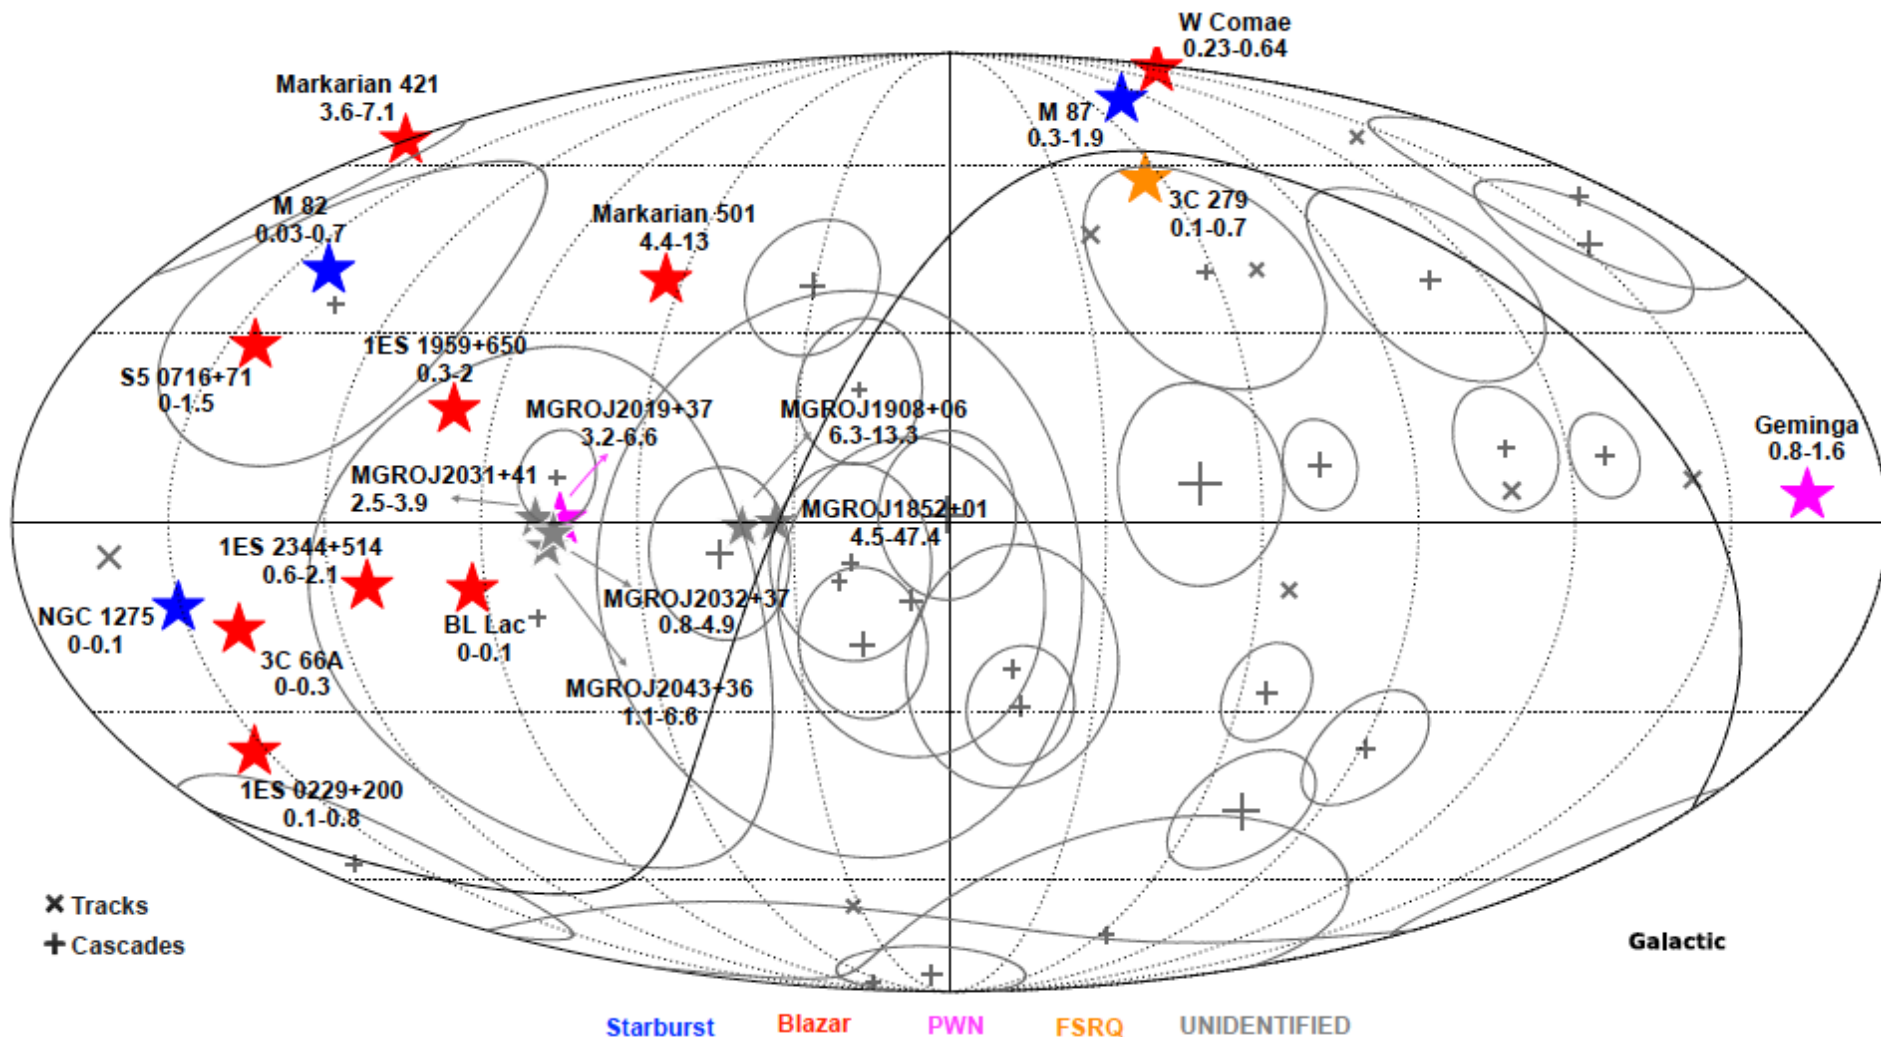 W Comae
0.23-0.64
Markarian 421
3.6-7.1
M 87
0.3-1.9
M 82
0.03-0.7
Markarian 501
4.4-13
3C 279
0.1-0.7
1ES 1959+650
0.3-2
S5 0716+71
0-1.5
MGROJ2019+37
3.2-6.6
MGROJ1908+06
6.3-13.3
Geminga
0.8-1.6
MGROJ2031+41
2.5-3.9
MGROJ1852+01
4.5-47.4
1ES 2344+514
0.6-2.1
MGROJ2032+37
0.8-4.9
NGC 1275
0-0.1
BL Lac
0-0.1
3C 66A
0-0.3
MGROJ2043+36
1.1-6.6
1ES 0229+200
0.1-0.8
Tracks
Cascades
Galactic
Starburst Blazar PWN FSRQ UNIDENTIFIED